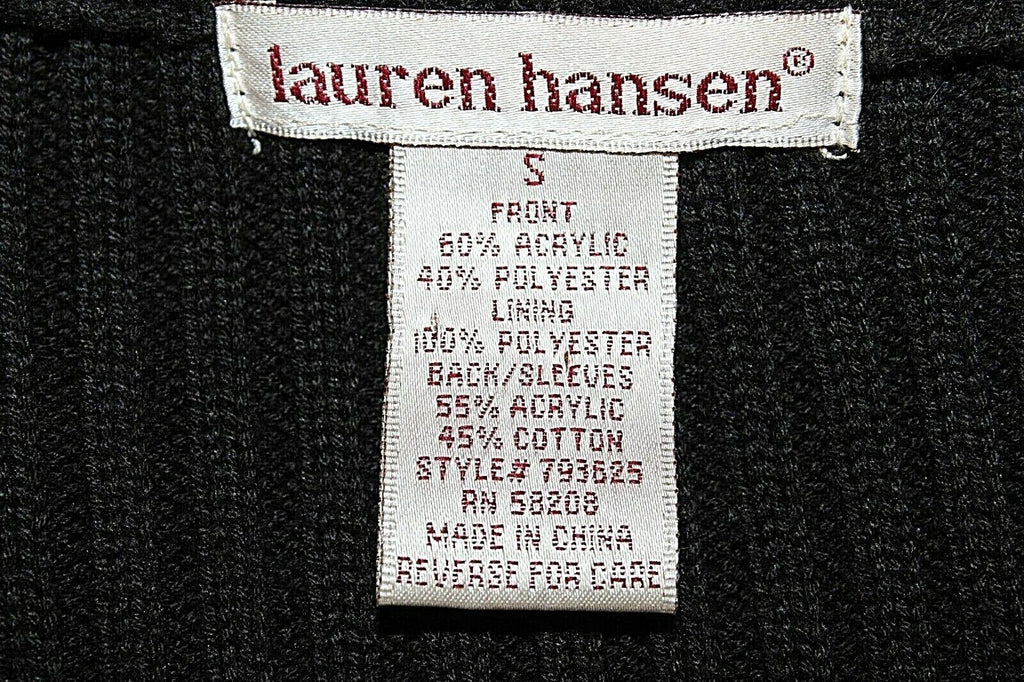 lauren hansen®
S
FRONT
60% ACRYLIC
40% POLYESTER
LINING
100% POLYESTER
BACK/SLEEVES
55% ACRYLIC
45% COTTON
STYLE# 793625
RN 58208
MADE IN CHINA
REVERSE FOR CARE